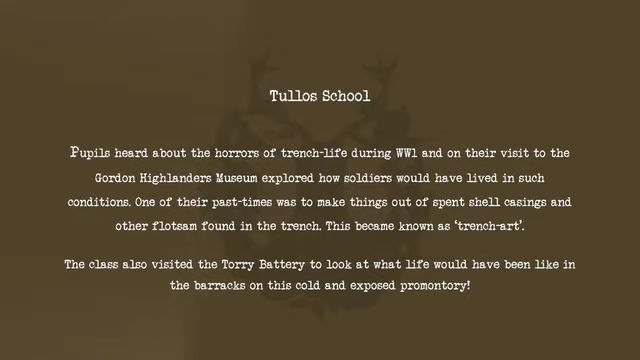 Tullos School
Pupils heard about the horrors of trench-life during WW1 and on their visit to the
Gordon Highlanders Museum explored how soldiers would have lived in such
conditions. One of their past-times was to make things out of spent shell casings and
other flotsam found in the trench. This became known as ‘trench-art’.
The class also visited the Torry Battery to look at what life would have been like in
the barracks on this cold and exposed promontory!